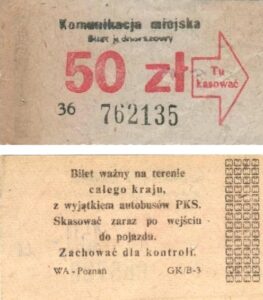 Komunikacja miejska
Bilet jednorazowy
50 zł
Tu
kasować
36 762135
Bilet ważny na terenie
całego kraju,
z wyjątkiem autobusów PKS.
Skasować zaraz po wejściu
do pojazdu.
Zachować dla kontroli.
WA-Poznań GK/B-3